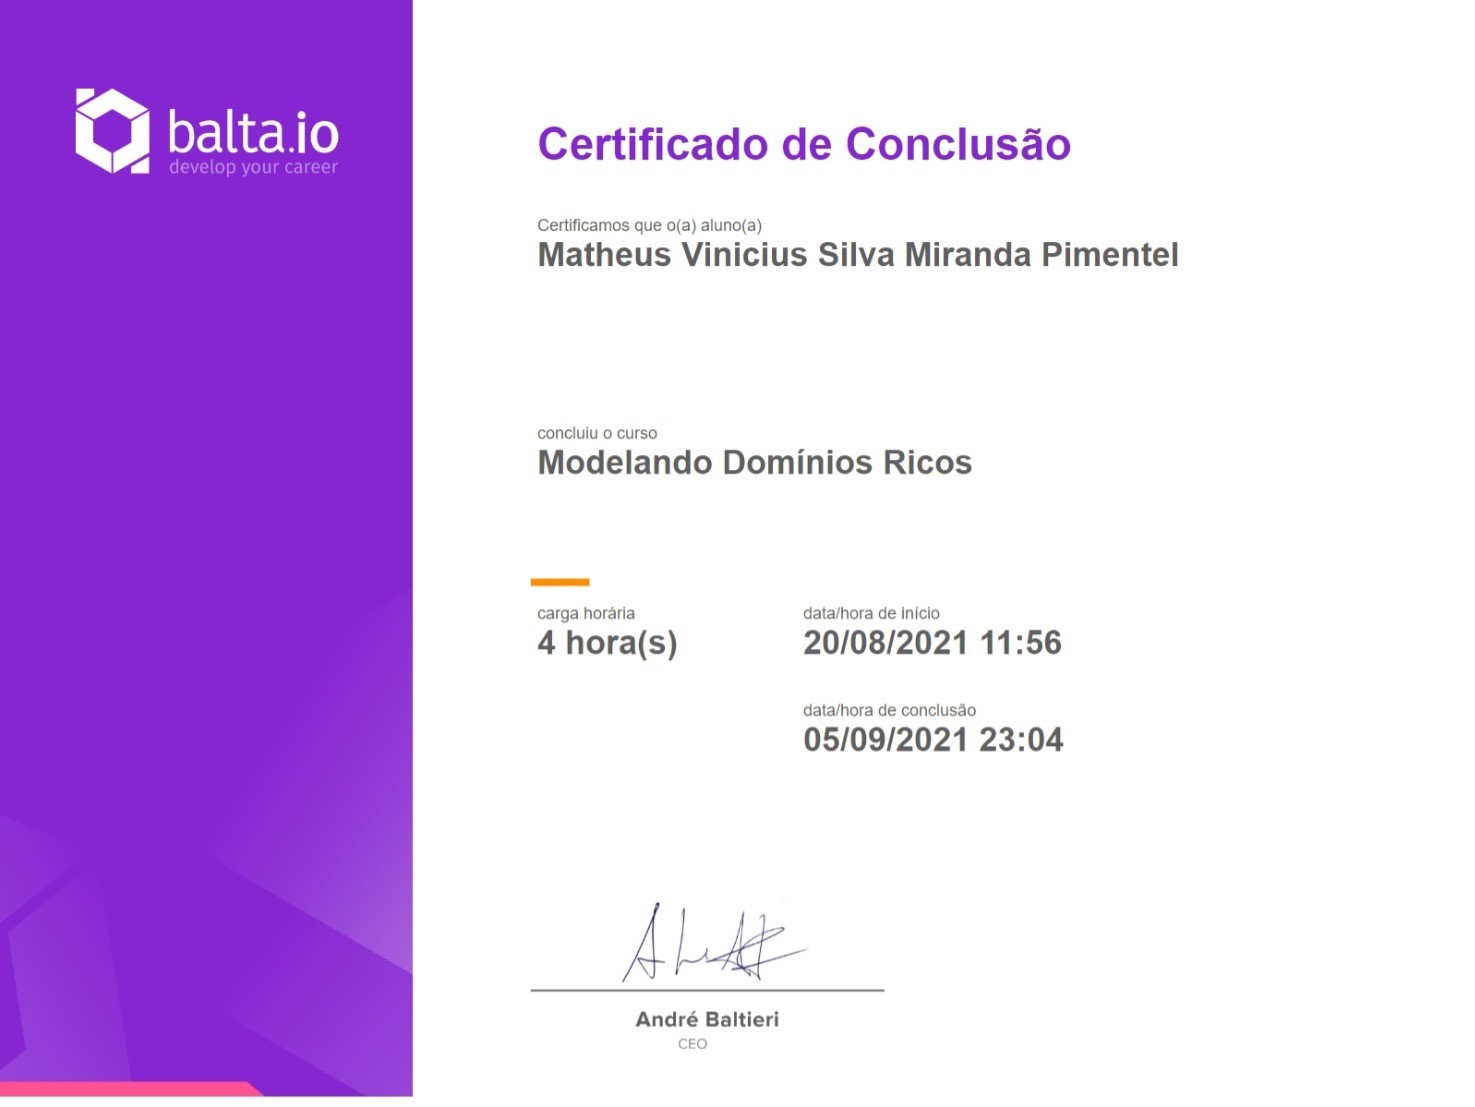 balta.io
develop your career
Certificado de Conclusão
Certificamos que o(a) aluno(a)
Matheus Vinicius Silva Miranda Pimentel
concluiu o curso
Modelando Domínios Ricos
carga horária
4 hora(s)
data/hora de início
20/08/2021 11:56
data/hora de conclusão
05/09/2021 23:04
André Baltieri
CEO